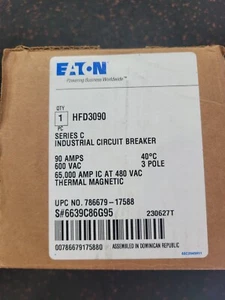 EATON
Powering Business Worldwide
QTY
1 HFD3090
PC
SERIES C
INDUSTRIAL CIRCUIT BREAKER
90 AMPS 40°C
600 VAC 3 POLE
65,000 AMP IC AT 480 VAC
THERMAL MAGNETIC
UPC NO. 786679-17588
S#6639C86G95 230627T
00786679175880 ASSEMBLED IN DOMINICAN REPUBLIC